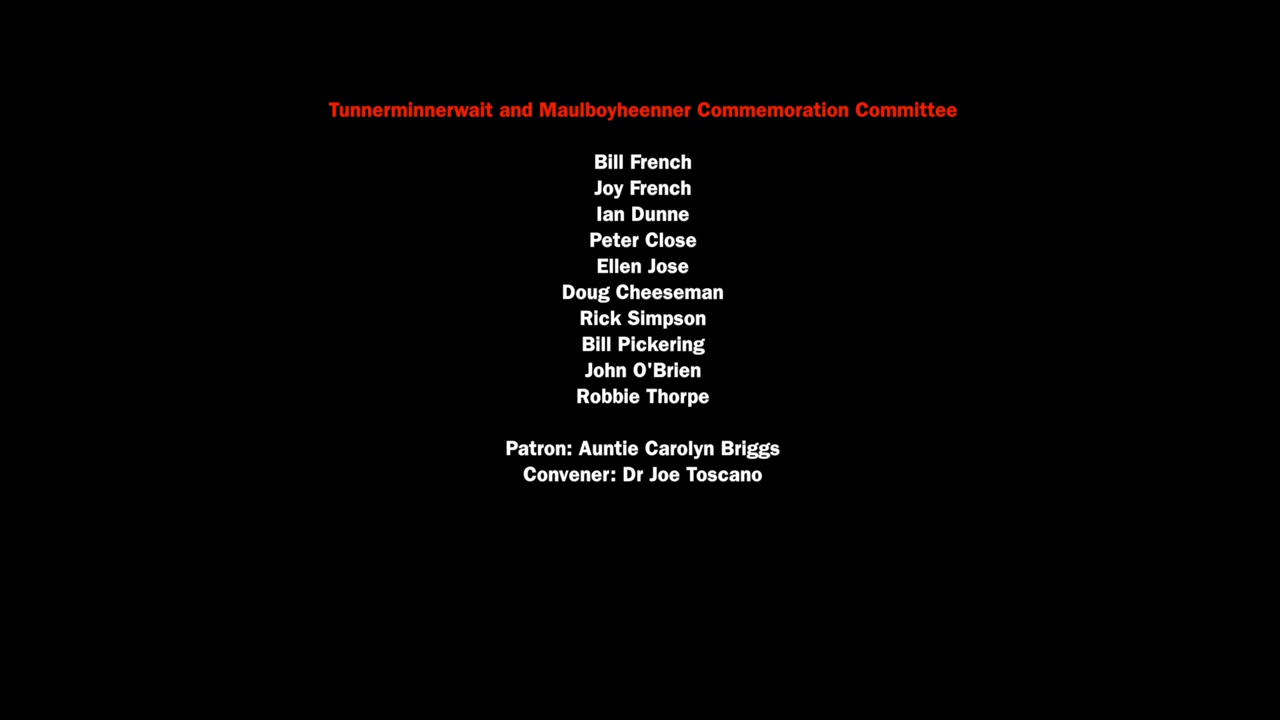 Tunnerminnerwait and Maulboyheenner Commemoration Committee
Bill French
Joy French
Ian Dunne
Peter Close
Ellen Jose
Doug Cheeseman
Rick Simpson
Bill Pickering
John O'Brien
Robbie Thorpe
Patron: Auntie Carolyn Briggs
Convener: Dr Joe Toscano